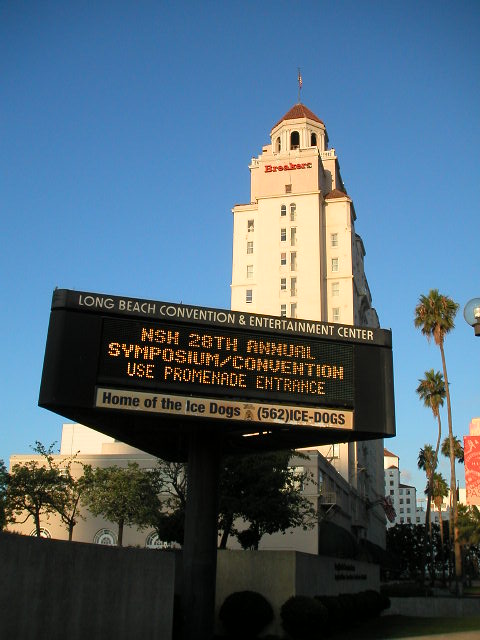 Breakers
LONG BEACH CONVENTION & ENTERTAINMENT CENTER
NSH 28TH ANNUAL
SYMPOSIUM/CONVENTION
USE PROMENADE ENTRANCE
Home of the Ice Dogs (562)ICE-DOGS